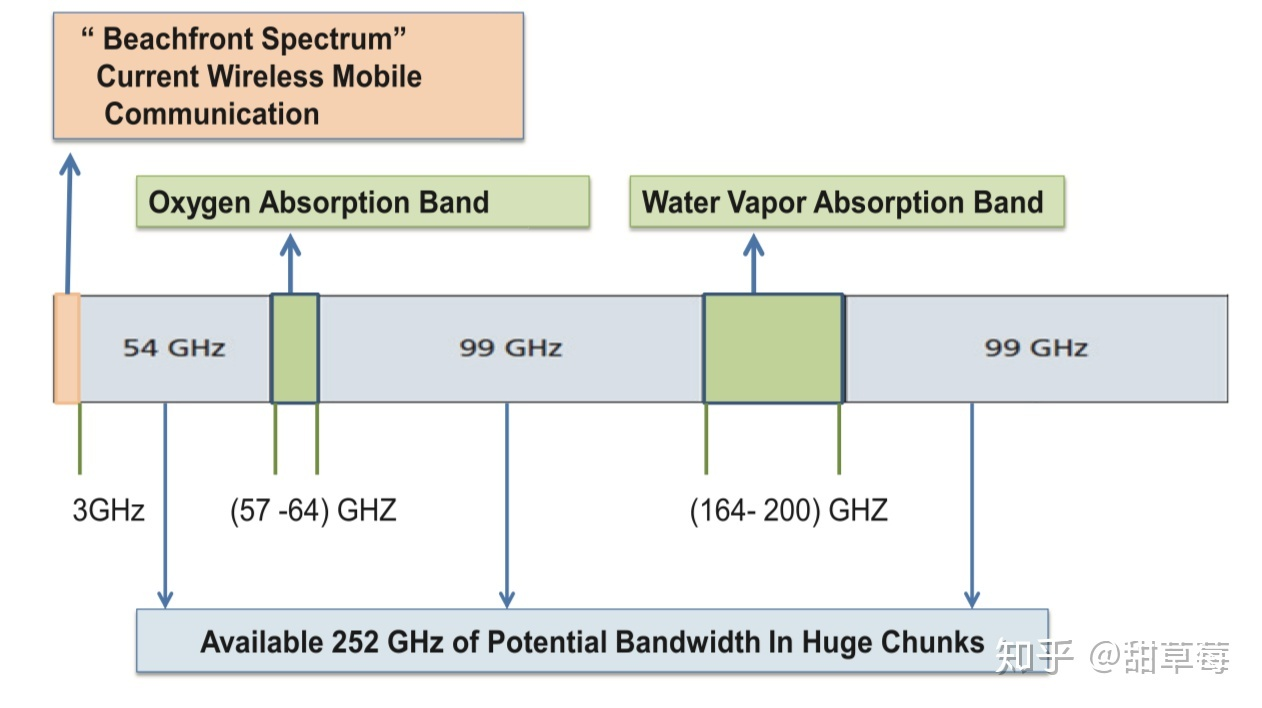 “ Beachfront Spectrum”
Current Wireless Mobile
Communication
Oxygen Absorption Band
Water Vapor Absorption Band
54 GHz
99 GHz
99 GHz
3GHz
(57 -64) GHZ
(164- 200) GHZ
Available 252 GHz of Potential Bandwidth In Huge Chunks
知乎 @甜草莓